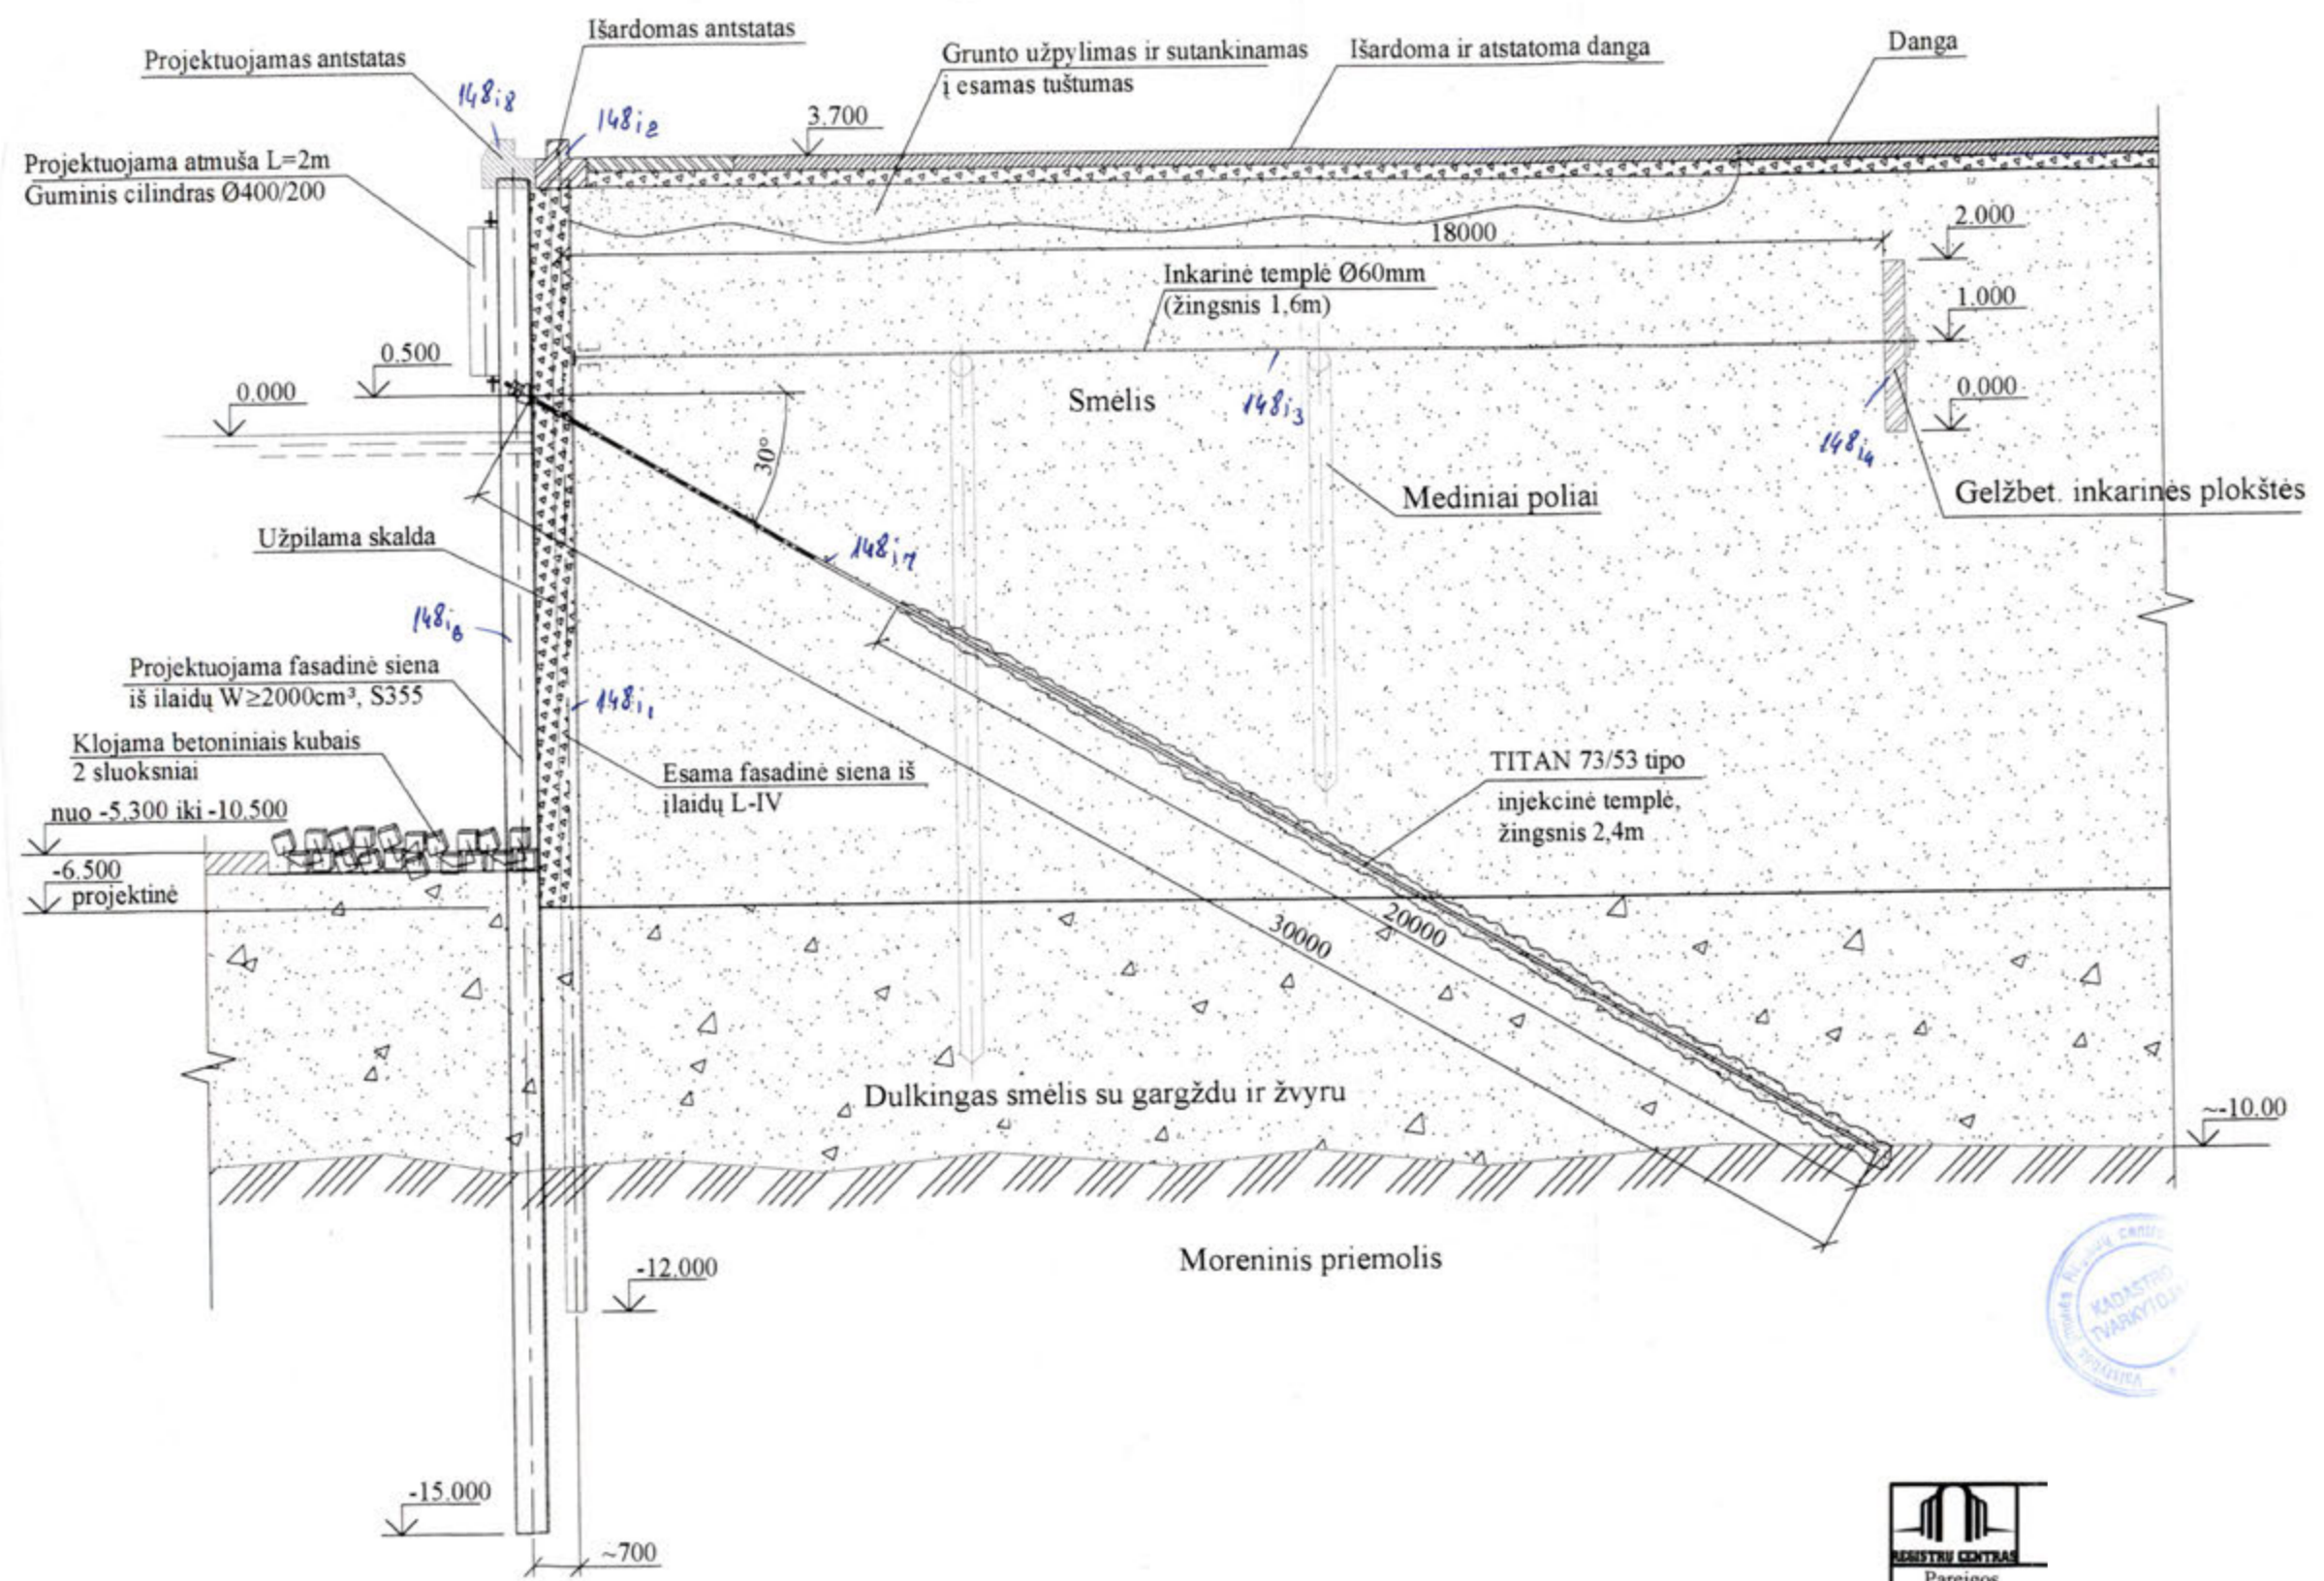 Išardomas antstatas
Projektuojamas antstatas
Grunto užpylimas ir sutankinamas
į esamas tuštumas
Išardoma ir atstatoma danga
Danga
148i8
148i2
3.700
Projektuojama atmuša L=2m
Guminis cilindras Ø400/200
2.000
18000
Inkarinė templė Ø60mm
(žingsnis 1,6m)
1.000
0.500
0.000
0.000
Smėlis
148i3
30°
148i4
Mediniai poliai
Gelžbet. inkarinės plokštės
Užpilama skalda
148i7
148i6
Projektuojama fasadinė siena
iš ilaidų W≥2000cm³, S355
148i1
Klojama betoniniais kubais
2 sluoksniai
Esama fasadinė siena iš
įlaidų L-IV
TITAN 73/53 tipo
injekcinė templė,
žingsnis 2,4m
nuo -5.300 iki -10.500
-6.500
projektinė
30000
20000
Dulkingas smėlis su gargždu ir žvyru
~-10.00
Moreninis priemolis
-12.000
KADASTRO
TVARKYTOJA
-15.000
~700
REGISTRŲ CENTRAS
Pareigos